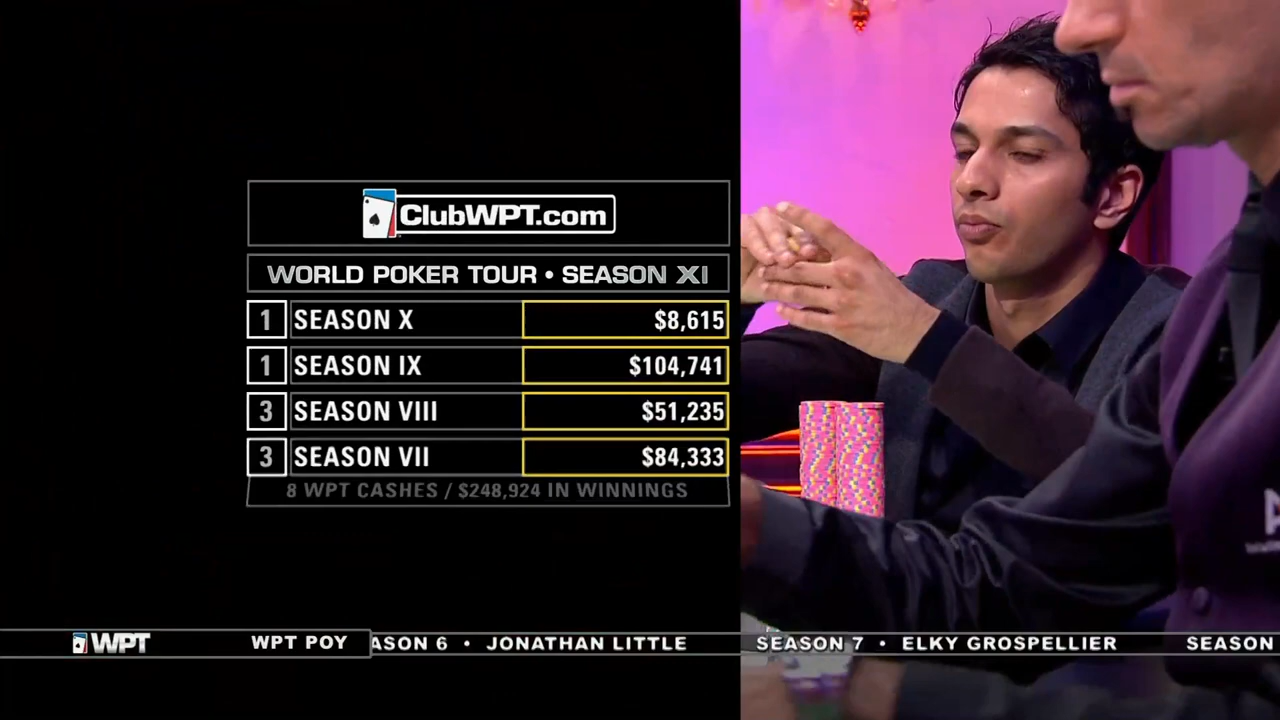 ClubWPT.com
WORLD POKER TOUR • SEASON XI
1 SEASON X $8,615
1 SEASON IX $104,741
3 SEASON VIII $51,235
3 SEASON VII $84,333
8 WPT CASHES / $248,924 IN WINNINGS
WPT WPT POY ASON 6 • JONATHAN LITTLE SEASON 7 • ELKY GROSPELLIER SEASON